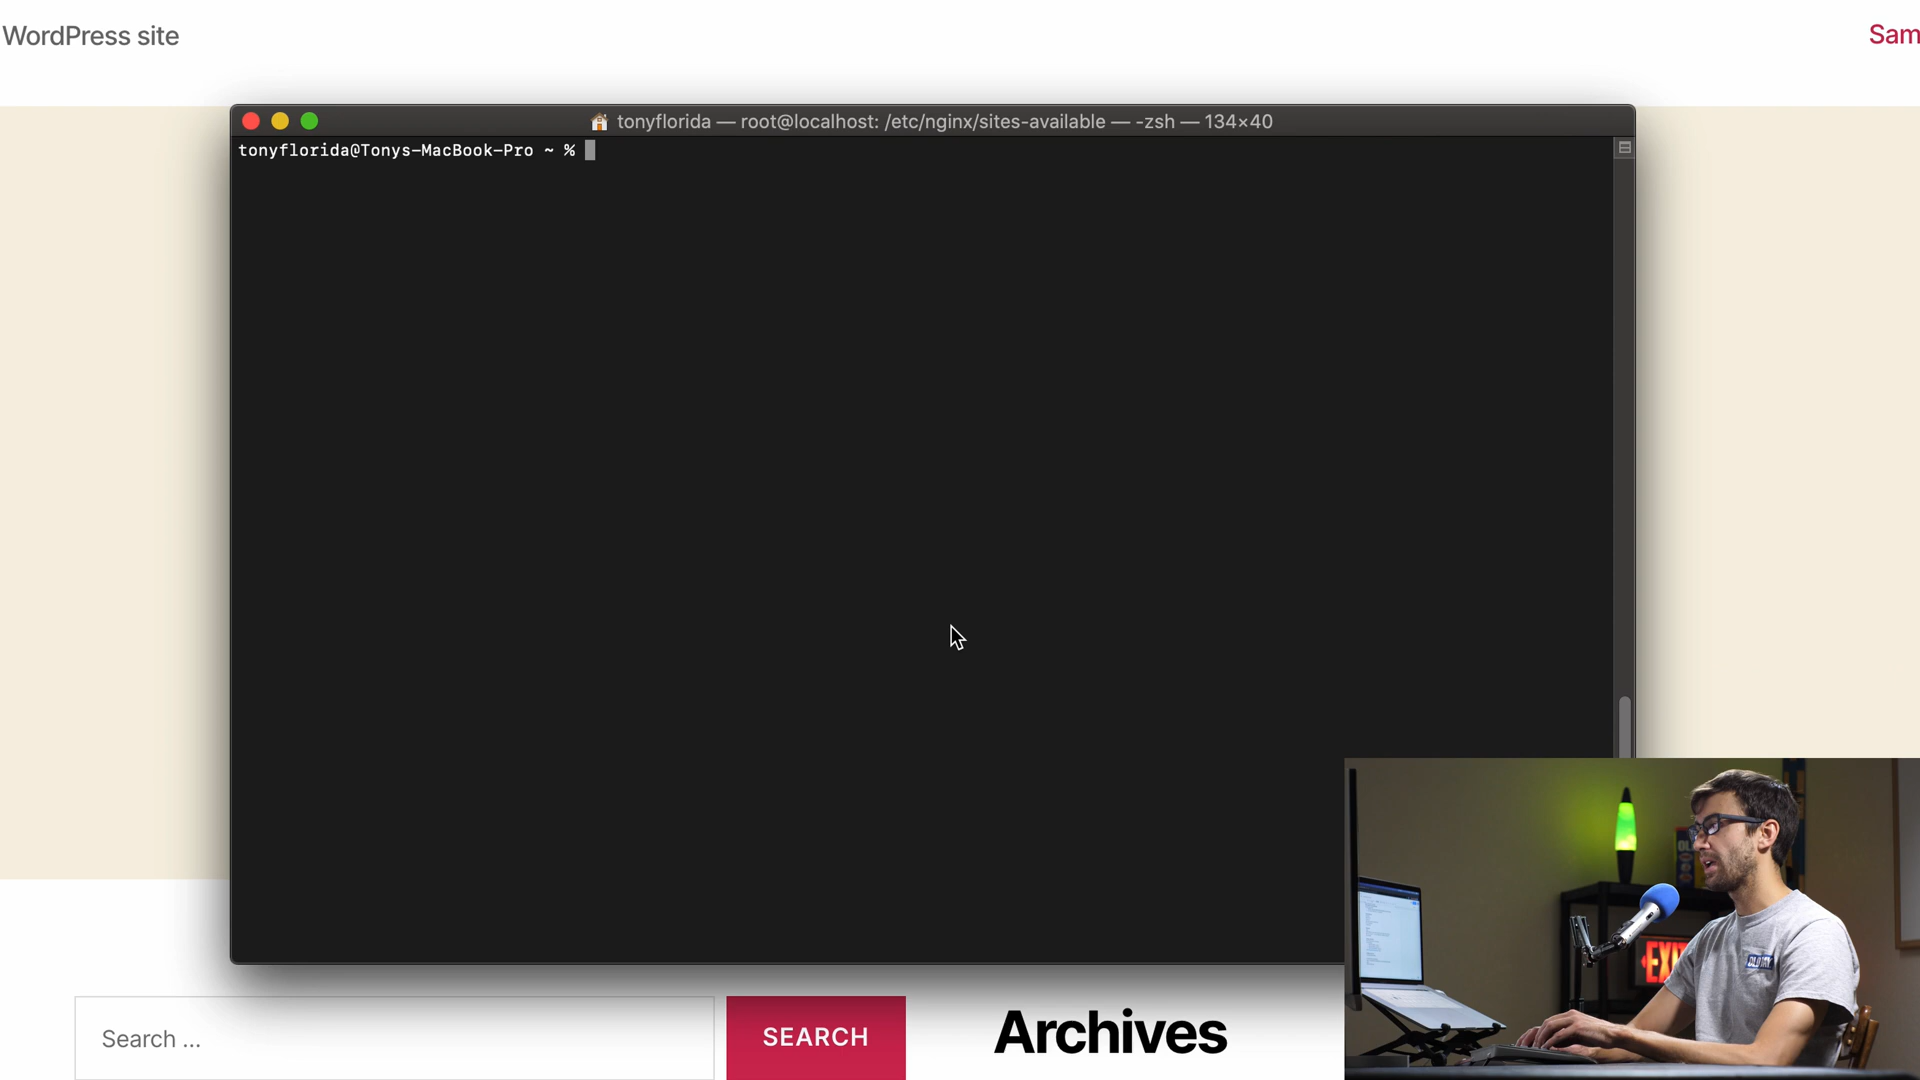 WordPress site
Sam
tonyflorida — root@localhost: /etc/nginx/sites-available — -zsh — 134×40
tonyflorida@Tonys-MacBook-Pro ~ %
Search ...
SEARCH
Archives
EXI